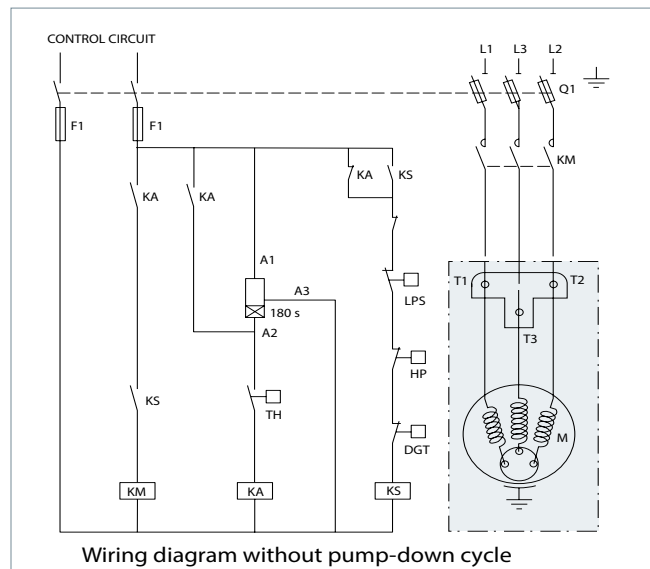 CONTROL CIRCUIT
L1 L3 L2
Q1
F1 F1
KM
KA KA KA KS
A1
A3
180 s
A2
LPS
T1 T2
T3
HP
KS
TH
M
DGT
KM KA KS
Wiring diagram without pump-down cycle